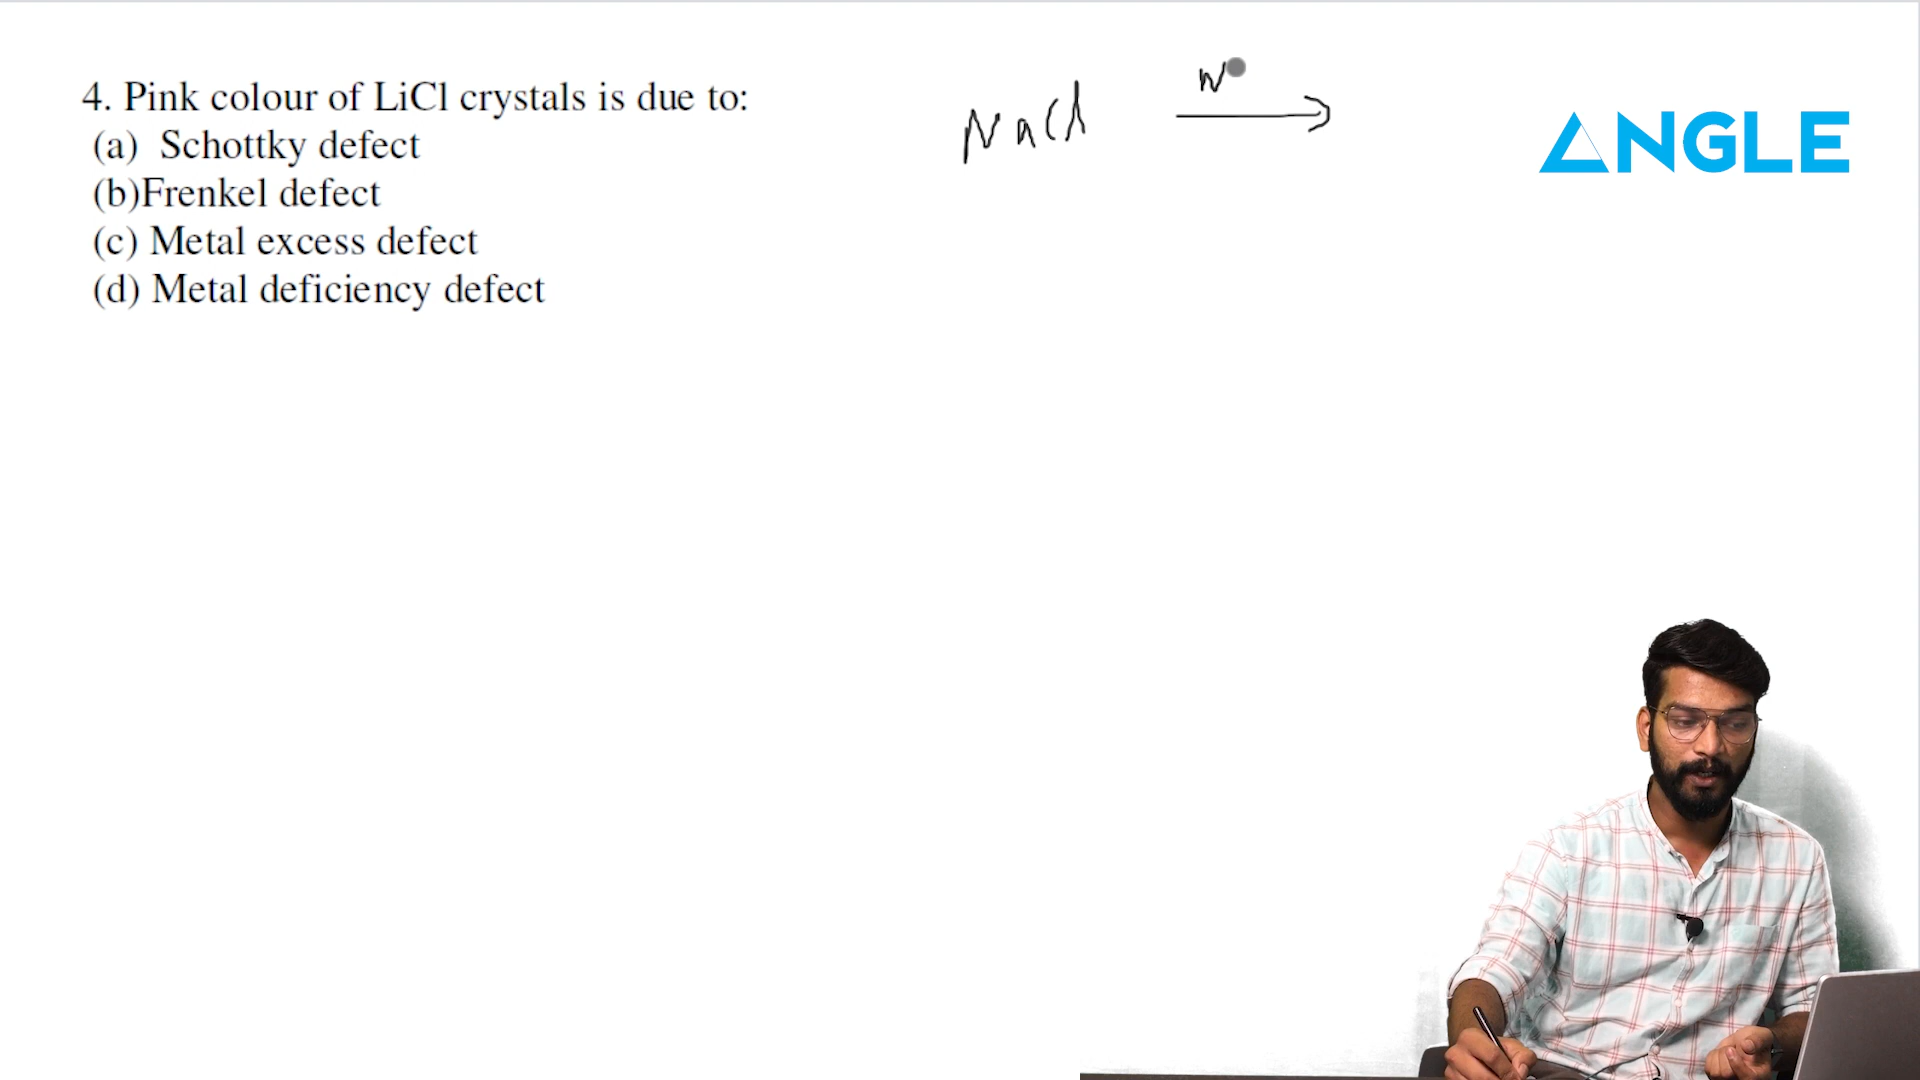 4. Pink colour of LiCl crystals is due to:
(a) Schottky defect
(b)Frenkel defect
(c) Metal excess defect
(d) Metal deficiency defect
NaCl
N
ANGLE